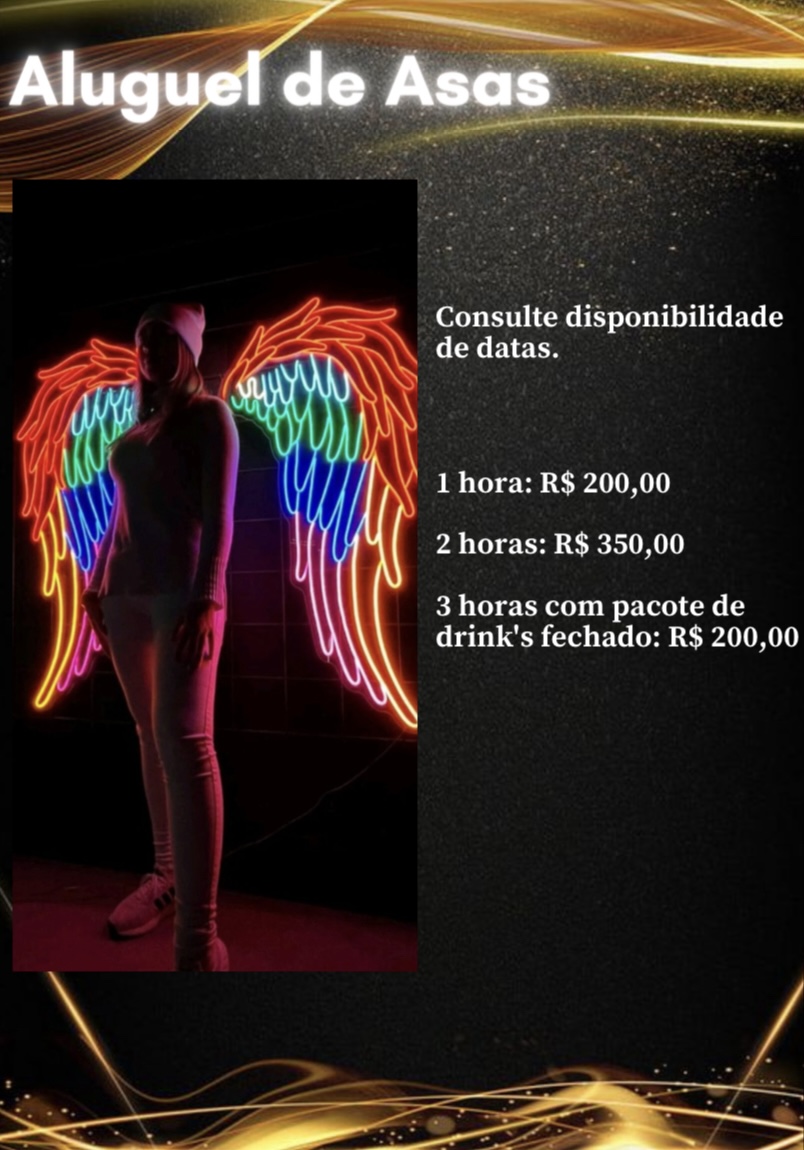 Aluguel de Asas
Consulte disponibilidade
de datas.
1 hora: R$ 200,00
2 horas: R$ 350,00
3 horas com pacote de
drink's fechado: R$ 200,00